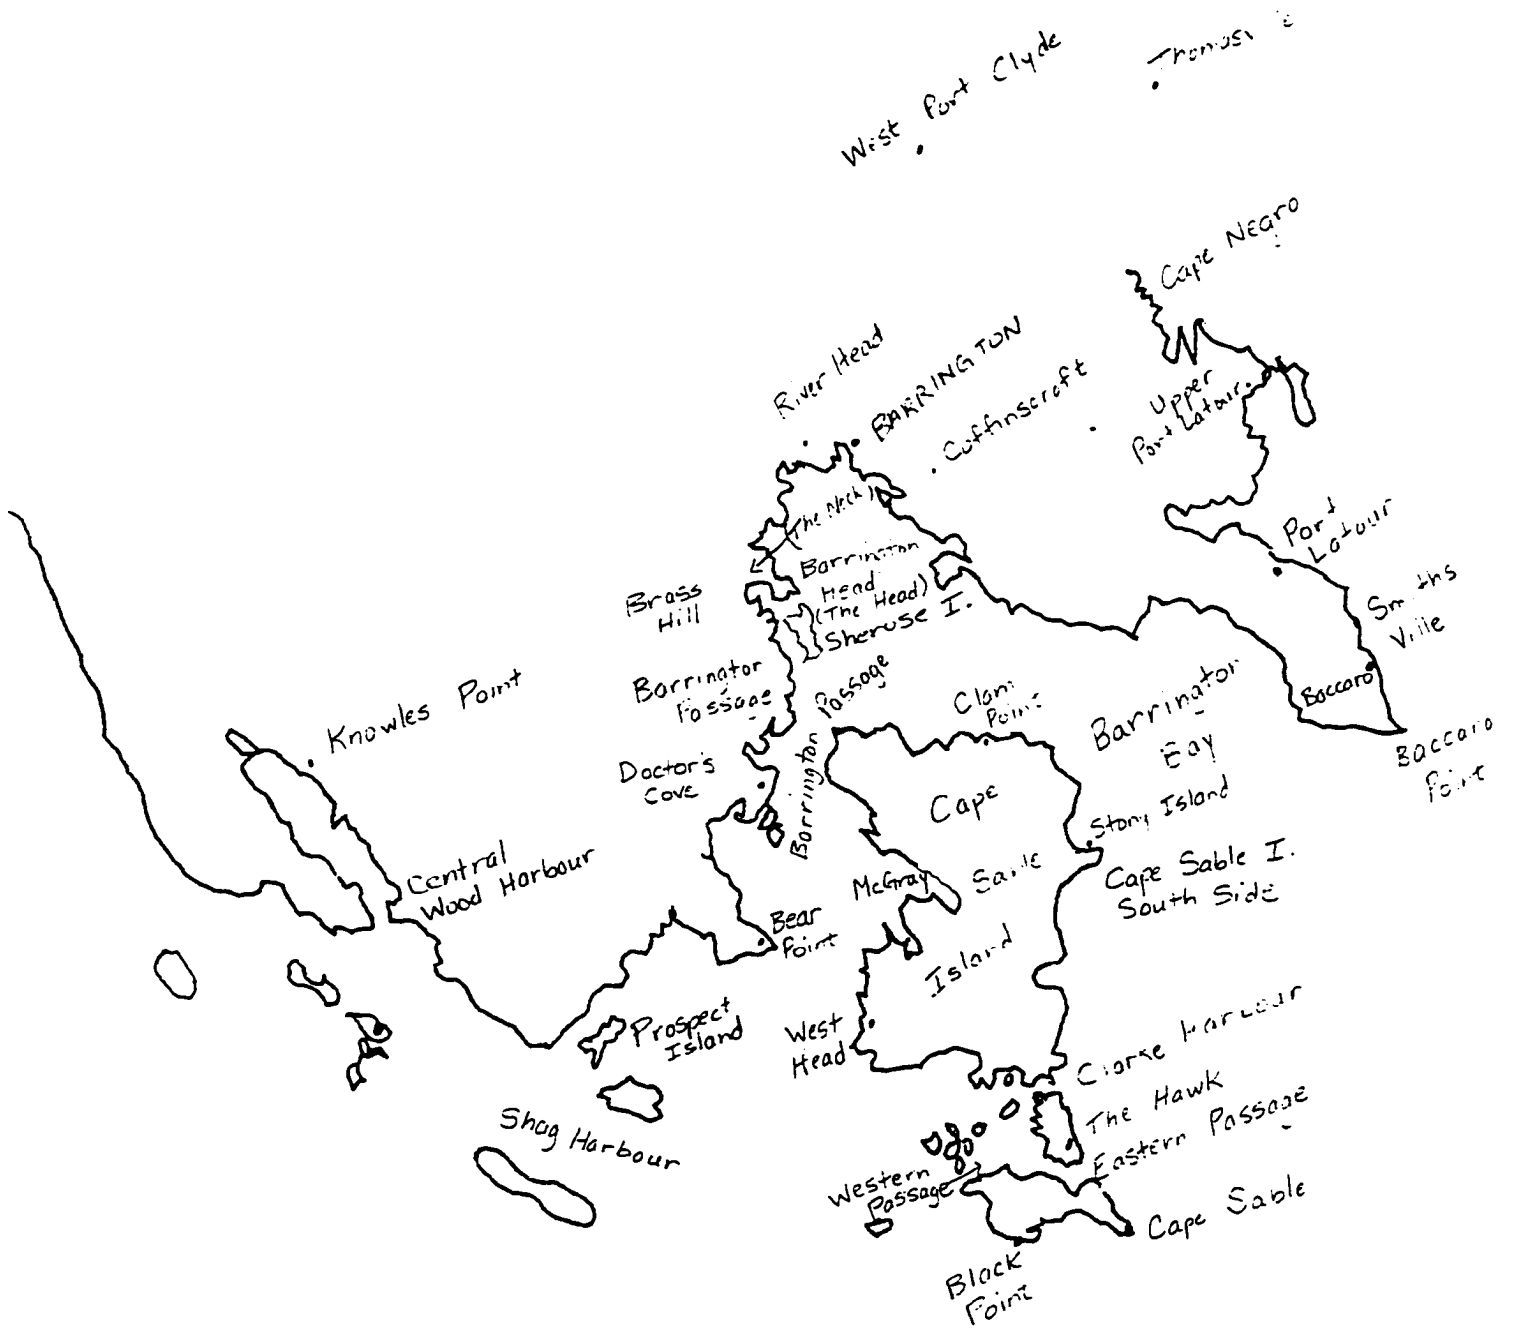 West Port Clyde
Cape Negro
River Head
BARRINGTON
Coffinscroft
Upper
Port Latour
The Neck
Barrington
Head
(The Head)
Sherose I.
Port
Latour
Smiths
Ville
Baccaro
Baccaro
Point
Brass
Hill
Barrington
Passage
Barrington Passage
Doctor's
Cove
Knowles Point
Central
Wood Harbour
Clam
Point
Barrington
Bay
Stony Island
Cape
Sable
Island
Cape Sable I.
South Side
McGray
Bear
Point
West
Head
Prospect
Island
Shag Harbour
Clarke Harbour
The Hawk
Eastern Passage
Western
Passage
Cape Sable
Black
Point